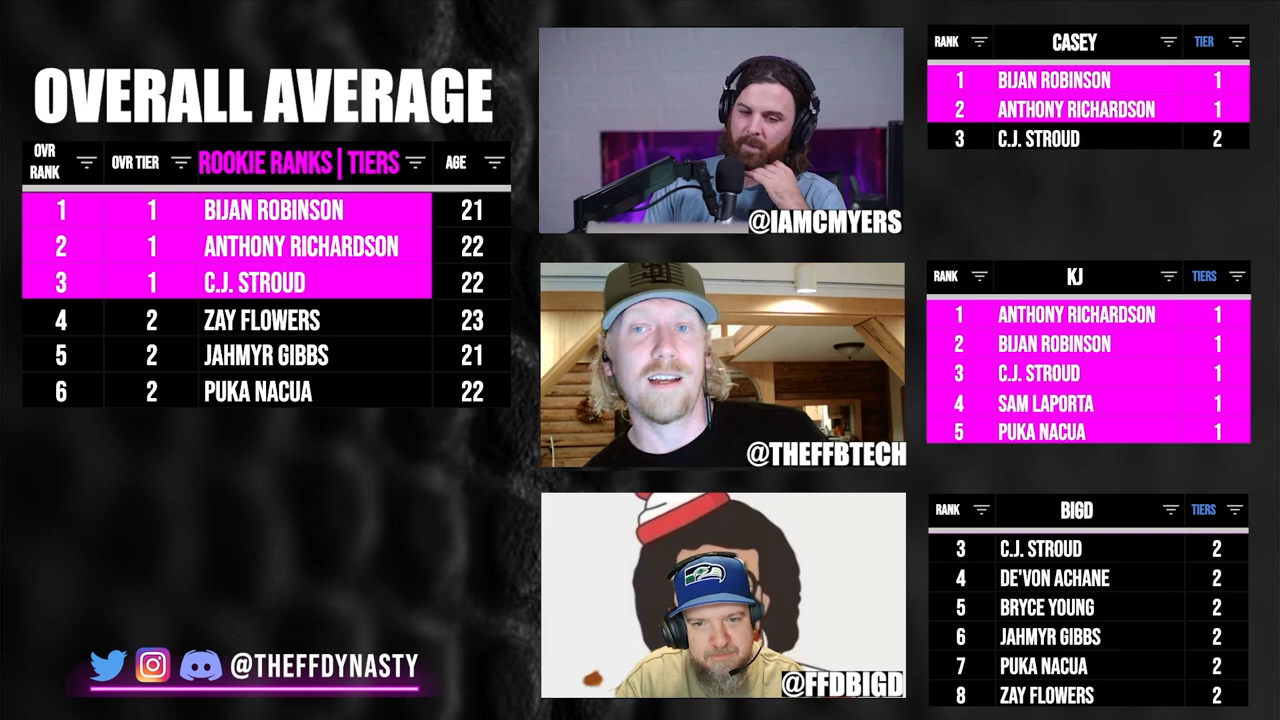 OVERALL AVERAGE
OVR RANK OVR TIER ROOKIE RANKS | TIERS AGE
1 1 BIJAN ROBINSON 21
2 1 ANTHONY RICHARDSON 22
3 1 C.J. STROUD 22
4 2 ZAY FLOWERS 23
5 2 JAHMYR GIBBS 21
6 2 PUKA NACUA 22
@THEFFDYNASTY
@IAMCMYERS
@THEFFBTECH
@FFDBIGD
RANK CASEY TIER
1 BIJAN ROBINSON 1
2 ANTHONY RICHARDSON 1
3 C.J. STROUD 2
RANK KJ TIERS
1 ANTHONY RICHARDSON 1
2 BIJAN ROBINSON 1
3 C.J. STROUD 1
4 SAM LAPORTA 1
5 PUKA NACUA 1
RANK BIGD TIERS
3 C.J. STROUD 2
4 DE'VON ACHANE 2
5 BRYCE YOUNG 2
6 JAHMYR GIBBS 2
7 PUKA NACUA 2
8 ZAY FLOWERS 2